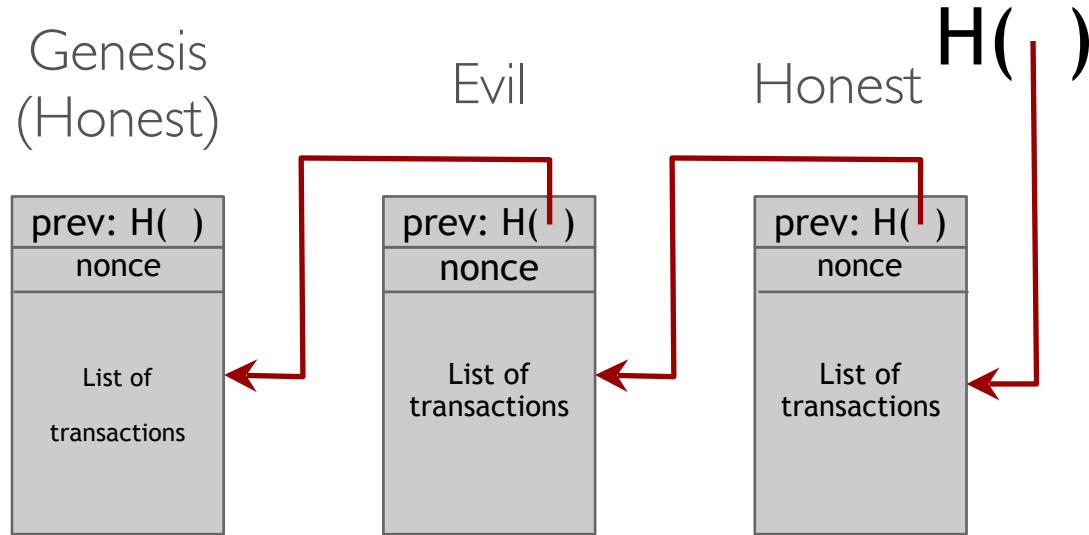 Genesis
(Honest)
Evil
Honest
H( )
prev: H( )
nonce
List of
transactions
prev: H( )
nonce
List of
transactions
prev: H( )
nonce
List of
transactions